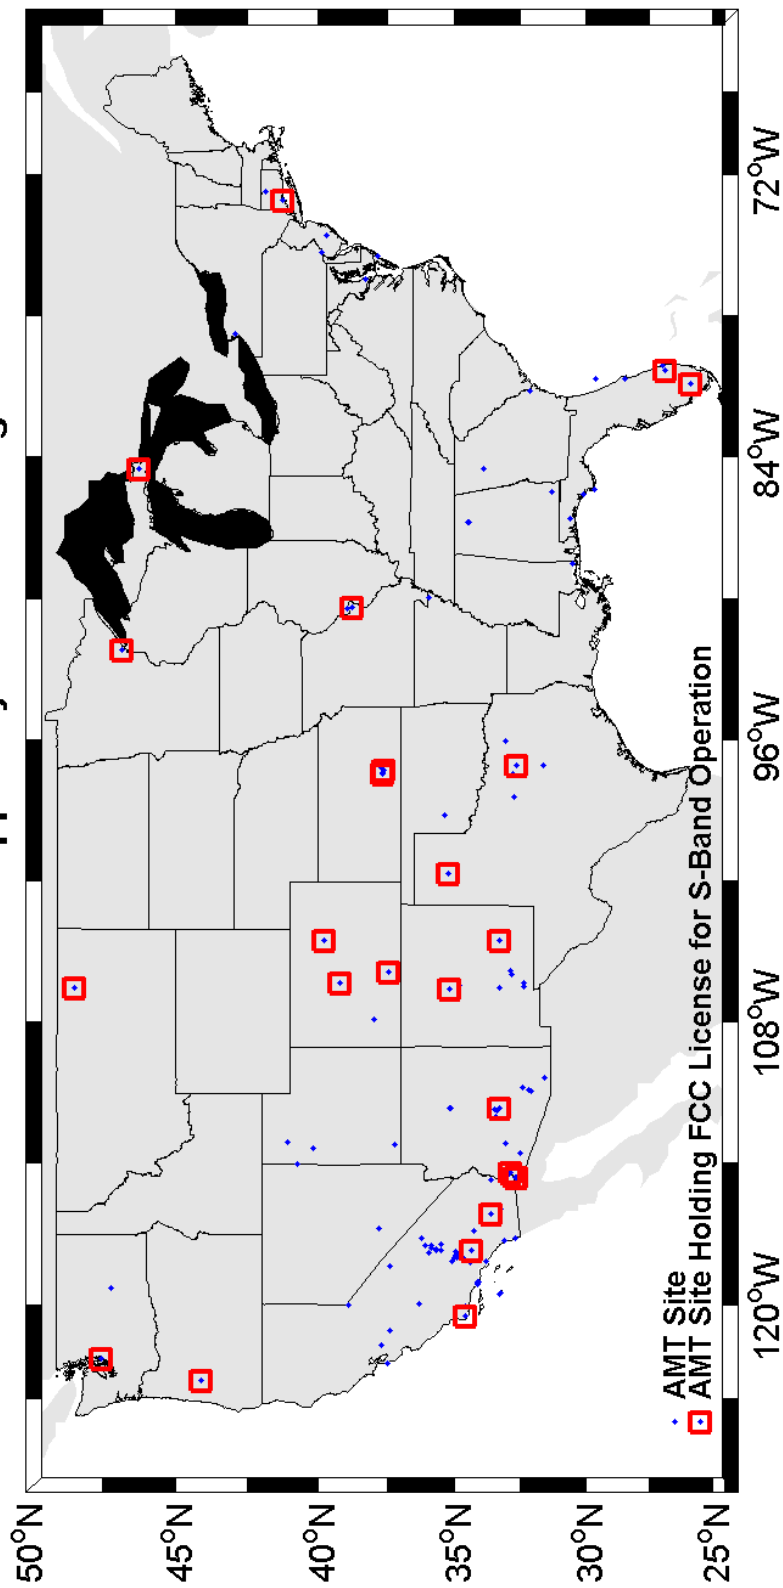 50°N
45°N
40°N
35°N
30°N
25°N
120°W
108°W
96°W
84°W
72°W
AMT Site
AMT Site Holding FCC License for S-Band Operation